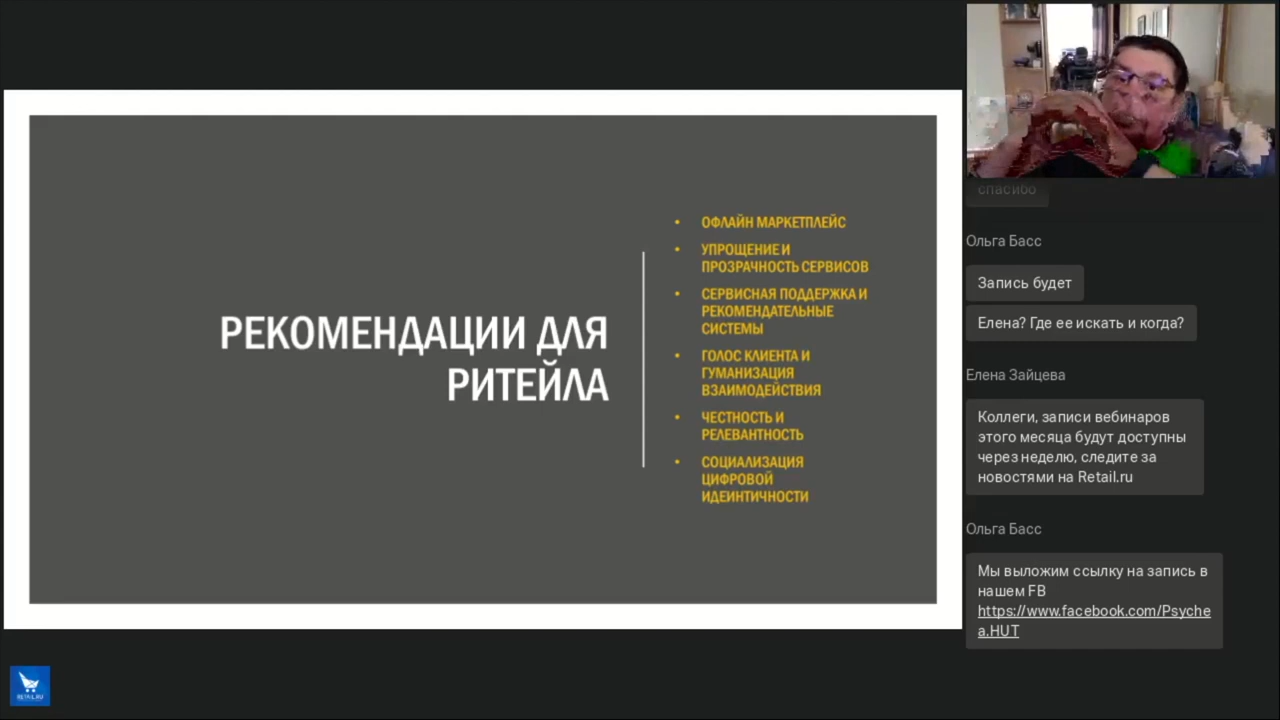 РЕКОМЕНДАЦИИ ДЛЯ
РИТЕЙЛА
• ОФЛАЙН МАРКЕТПЛЕЙС
• УПРОЩЕНИЕ И
ПРОЗРАЧНОСТЬ СЕРВИСОВ
• СЕРВИСНАЯ ПОДДЕРЖКА И
РЕКОМЕНДАТЕЛЬНЫЕ
СИСТЕМЫ
• ГОЛОС КЛИЕНТА И
ГУМАНИЗАЦИЯ
ВЗАИМОДЕЙСТВИЯ
• ЧЕСТНОСТЬ И
РЕЛЕВАНТНОСТЬ
• СОЦИАЛИЗАЦИЯ
ЦИФРОВОЙ
ИДЕИНТИЧНОСТИ
спасибо
Ольга Басс
Запись будет
Елена? Где ее искать и когда?
Елена Зайцева
Коллеги, записи вебинаров
этого месяца будут доступны
через неделю, следите за
новостями на Retail.ru
Ольга Басс
Мы выложим ссылку на запись в
нашем FB
https://www.facebook.com/Psyche
a.HUT
RETAIL.RU